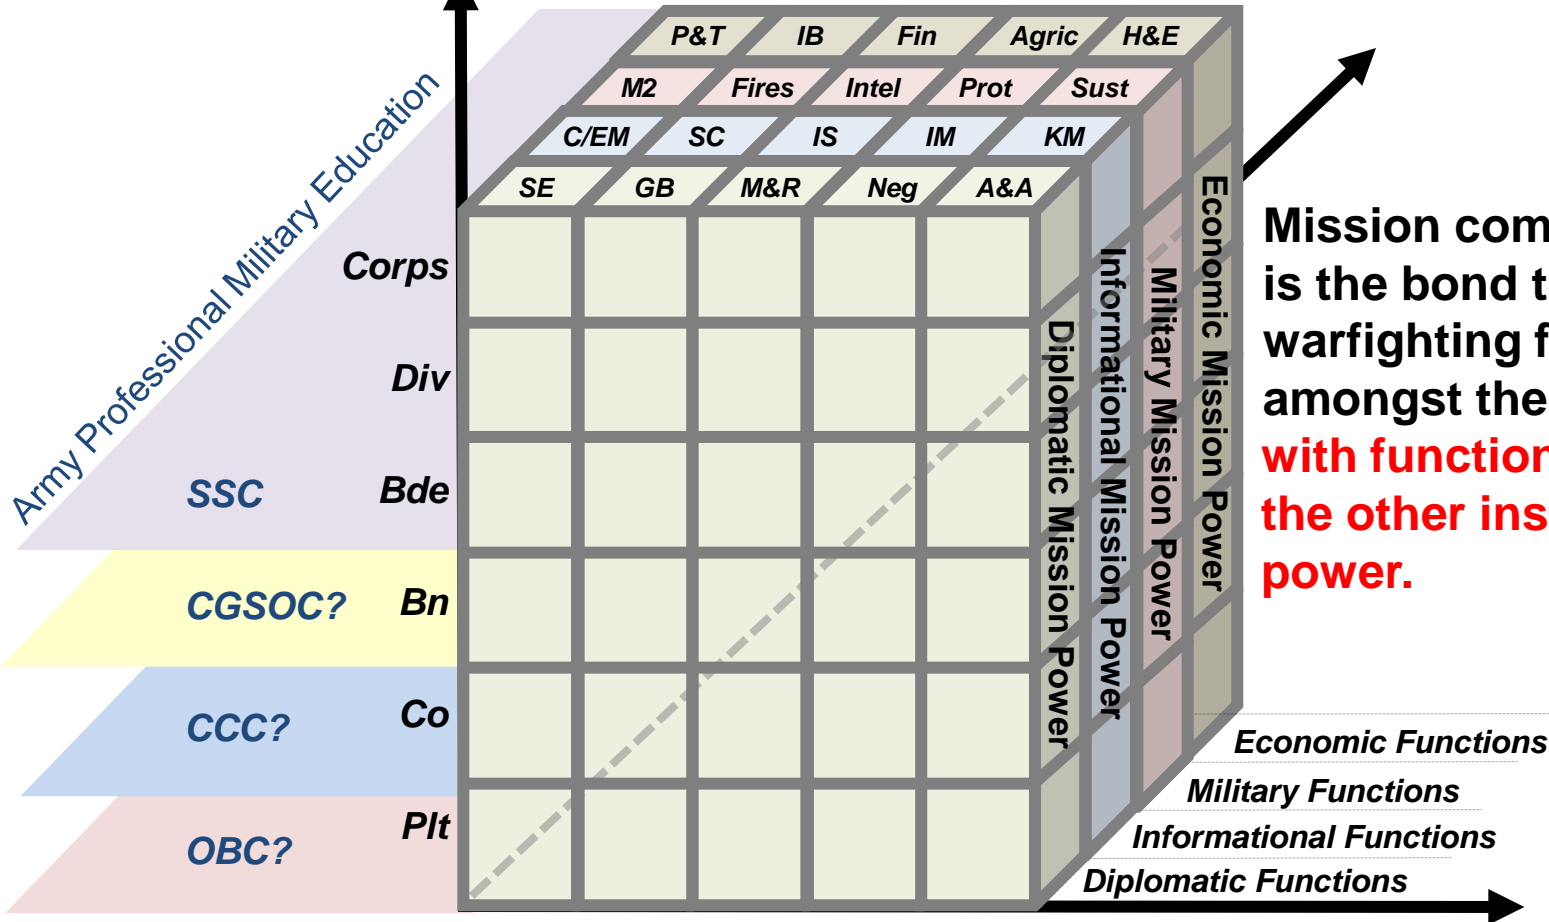 P&T IB Fin Agric H&E
M2 Fires Intel Prot Sust
C/EM SC IS IM KM
SE GB M&R Neg A&A
Army Professional Military Education
Corps
Div
SSC Bde
CGSOC? Bn
CCC? Co
OBC? Plt
Diplomatic Mission Power
Informational Mission Power
Military Mission Power
Economic Mission Power
Mission com
is the bond t
warfighting f
amongst the
with function
the other ins
power.
Economic Functions
Military Functions
Informational Functions
Diplomatic Functions